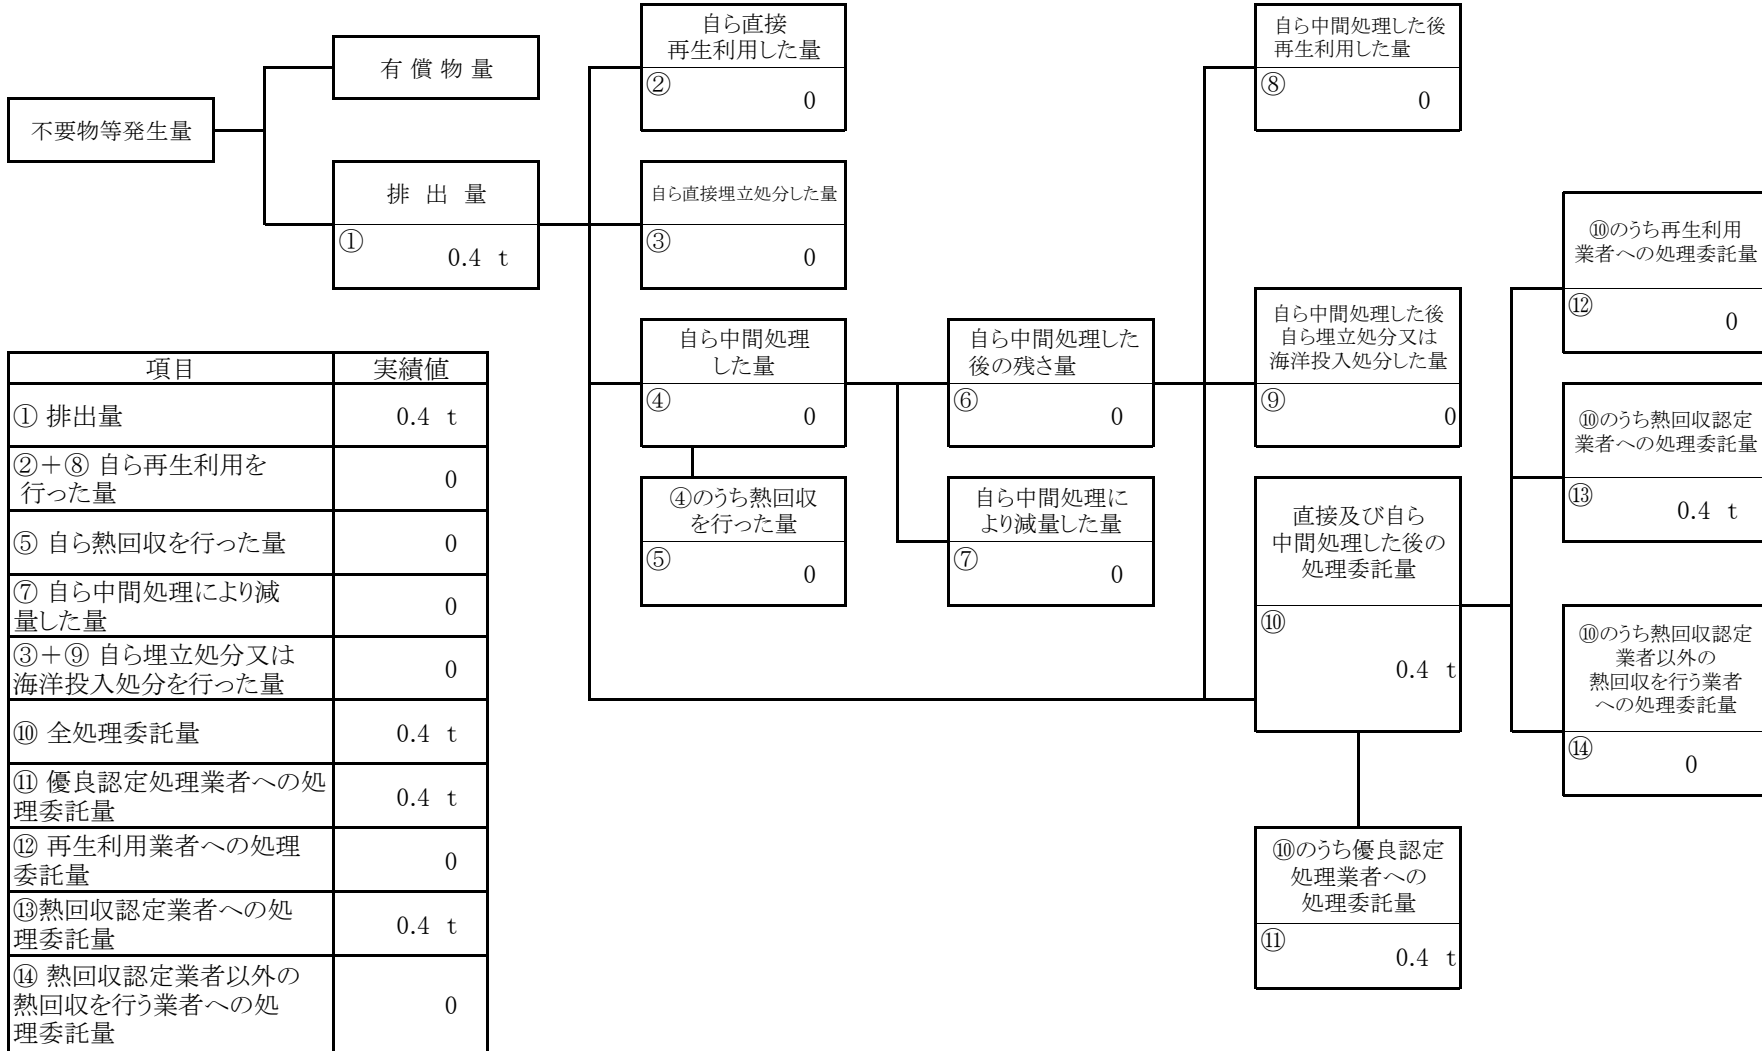 不要物等発生量
有償物量
排出量
①
0.4 t
自ら直接
再生利用した量
②
0
自ら直接埋立処分した量
③
0
自ら中間処理
した量
④
0
④のうち熱回収
を行った量
⑤
0
自ら中間処理した
後の残さ量
⑥
0
自ら中間処理に
より減量した量
⑦
0
自ら中間処理した後
再生利用した量
⑧
0
自ら中間処理した後
自ら埋立処分又は
海洋投入処分した量
⑨
0
直接及び自ら
中間処理した後の
処理委託量
⑩
0.4 t
⑩のうち優良認定
処理業者への
処理委託量
⑪
0.4 t
⑩のうち再生利用
業者への処理委託量
⑫
0
⑩のうち熱回収認定
業者への処理委託量
⑬
0.4 t
⑩のうち熱回収認定
業者以外の
熱回収を行う業者
への処理委託量
⑭
0
項目 実績値
① 排出量 0.4 t
②+⑧ 自ら再生利用を
行った量 0
⑤ 自ら熱回収を行った量 0
⑦ 自ら中間処理により減
量した量 0
③+⑨ 自ら埋立処分又は
海洋投入処分を行った量 0
⑩ 全処理委託量 0.4 t
⑪ 優良認定処理業者への処
理委託量 0.4 t
⑫ 再生利用業者への処理
委託量 0
⑬熱回収認定業者への処
理委託量 0.4 t
⑭ 熱回収認定業者以外の
熱回収を行う業者への処
理委託量 0